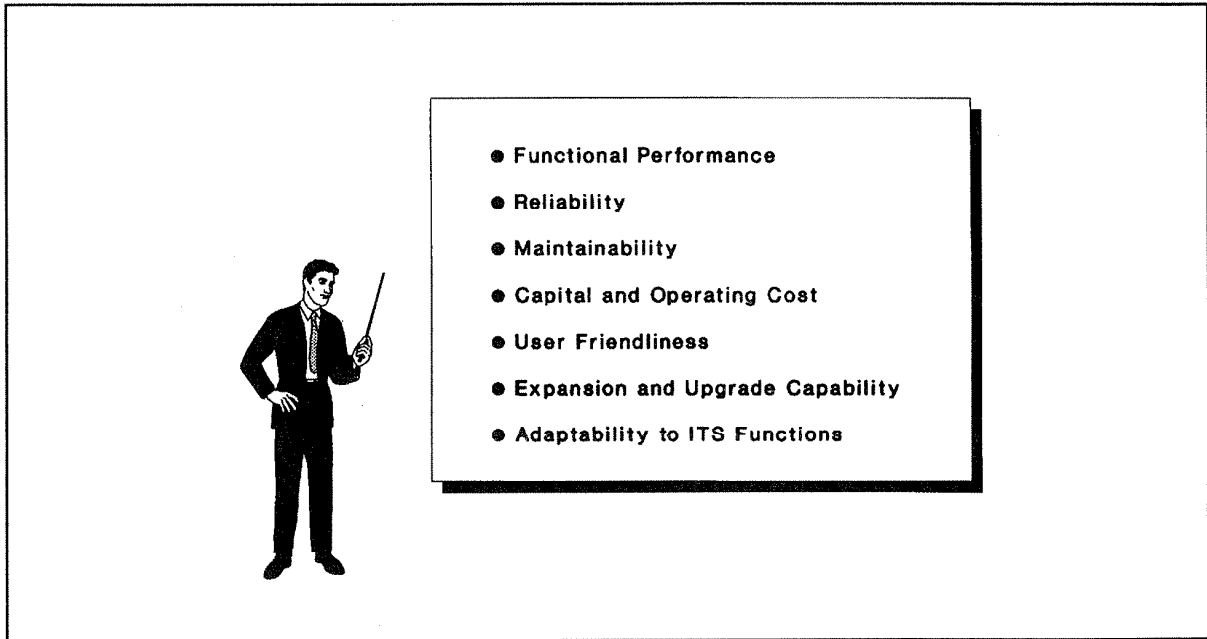 ● Functional Performance
● Reliability
● Maintainability
● Capital and Operating Cost
● User Friendliness
● Expansion and Upgrade Capability
● Adaptability to ITS Functions